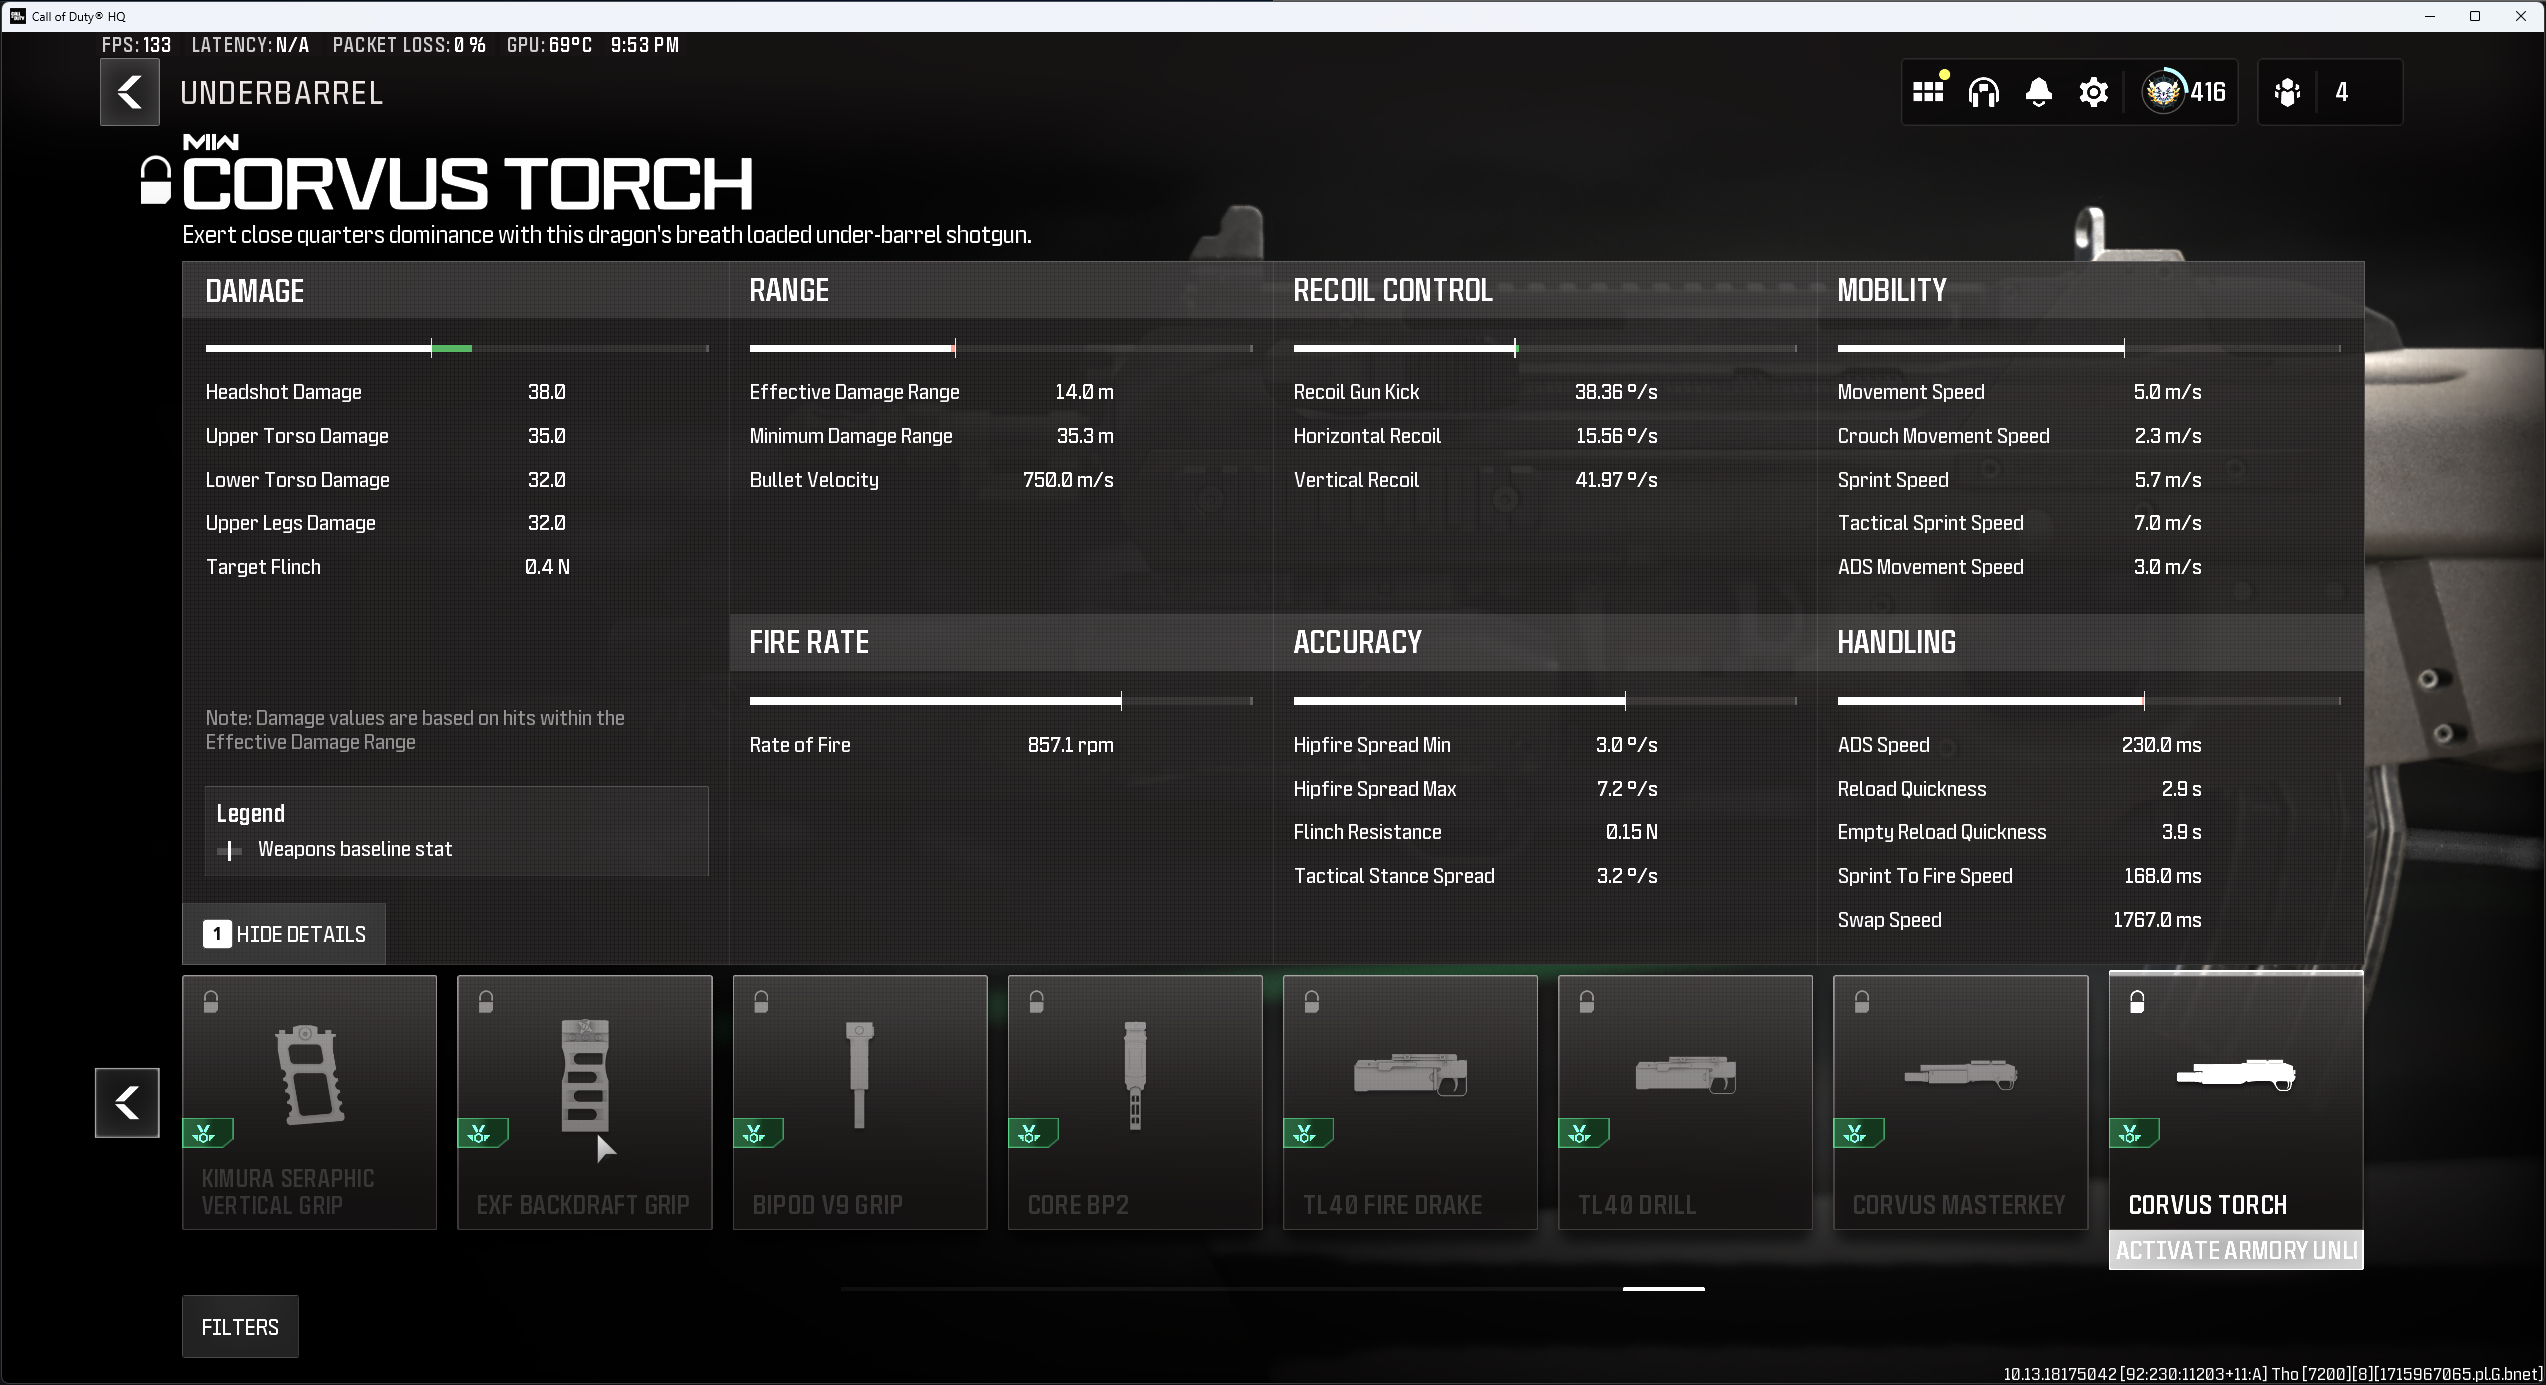 Call of Duty® HQ
FPS: 133 LATENCY: N/A PACKET LOSS: 0 % GPU: 69°C 9:53 PM
UNDERBARREL
416
4
MW
CORVUS TORCH
Exert close quarters dominance with this dragon's breath loaded under-barrel shotgun.
DAMAGE
Headshot Damage 38.0
Upper Torso Damage 35.0
Lower Torso Damage 32.0
Upper Legs Damage 32.0
Target Flinch 0.4 N
Note: Damage values are based on hits within the
Effective Damage Range
Legend
Weapons baseline stat
1 HIDE DETAILS
RANGE
Effective Damage Range 14.0 m
Minimum Damage Range 35.3 m
Bullet Velocity 750.0 m/s
FIRE RATE
Rate of Fire 857.1 rpm
RECOIL CONTROL
Recoil Gun Kick 38.36 º/s
Horizontal Recoil 15.56 º/s
Vertical Recoil 41.97 º/s
ACCURACY
Hipfire Spread Min 3.0 º/s
Hipfire Spread Max 7.2 º/s
Flinch Resistance 0.15 N
Tactical Stance Spread 3.2 º/s
MOBILITY
Movement Speed 5.0 m/s
Crouch Movement Speed 2.3 m/s
Sprint Speed 5.7 m/s
Tactical Sprint Speed 7.0 m/s
ADS Movement Speed 3.0 m/s
HANDLING
ADS Speed 230.0 ms
Reload Quickness 2.9 s
Empty Reload Quickness 3.9 s
Sprint To Fire Speed 168.0 ms
Swap Speed 1767.0 ms
KIMURA SERAPHIC
VERTICAL GRIP
EXF BACKDRAFT GRIP
BIPOD V9 GRIP
CORE BP2
TL40 FIRE DRAKE
TL40 DRILL
CORVUS MASTERKEY
CORVUS TORCH
ACTIVATE ARMORY UNL
FILTERS
10.13.18175042 [92:230:11203+11:A] Tho [7200][8][1715967065.pl.G.bnet]